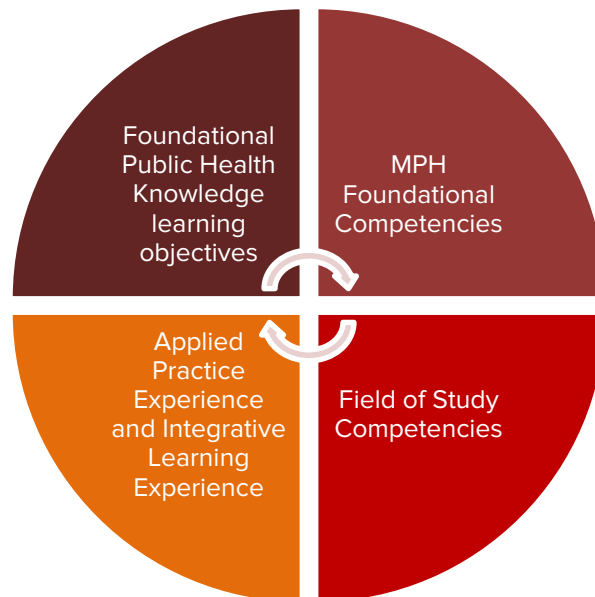 Foundational
Public Health
Knowledge
learning
objectives
MPH
Foundational
Competencies
Applied
Practice
Experience
and Integrative
Learning
Experience
Field of Study
Competencies